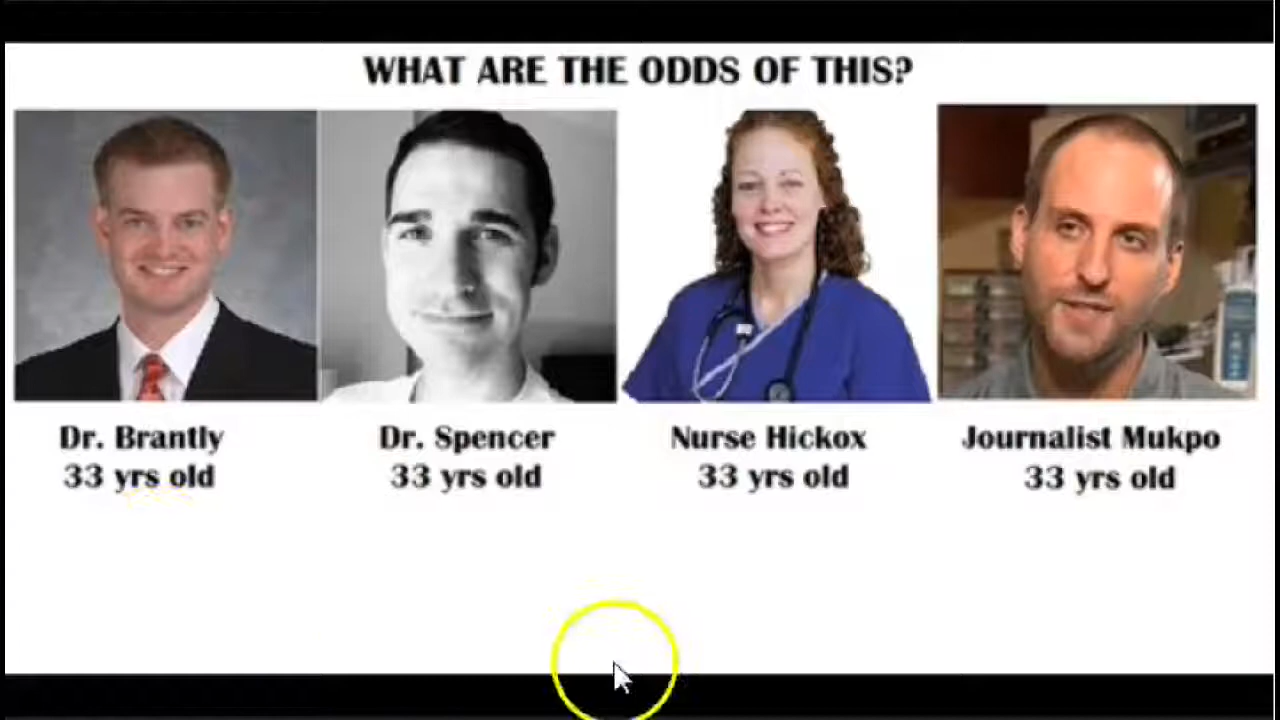 WHAT ARE THE ODDS OF THIS?
Dr. Brantly
33 yrs old
Dr. Spencer
33 yrs old
Nurse Hickox
33 yrs old
Journalist Mukpo
33 yrs old